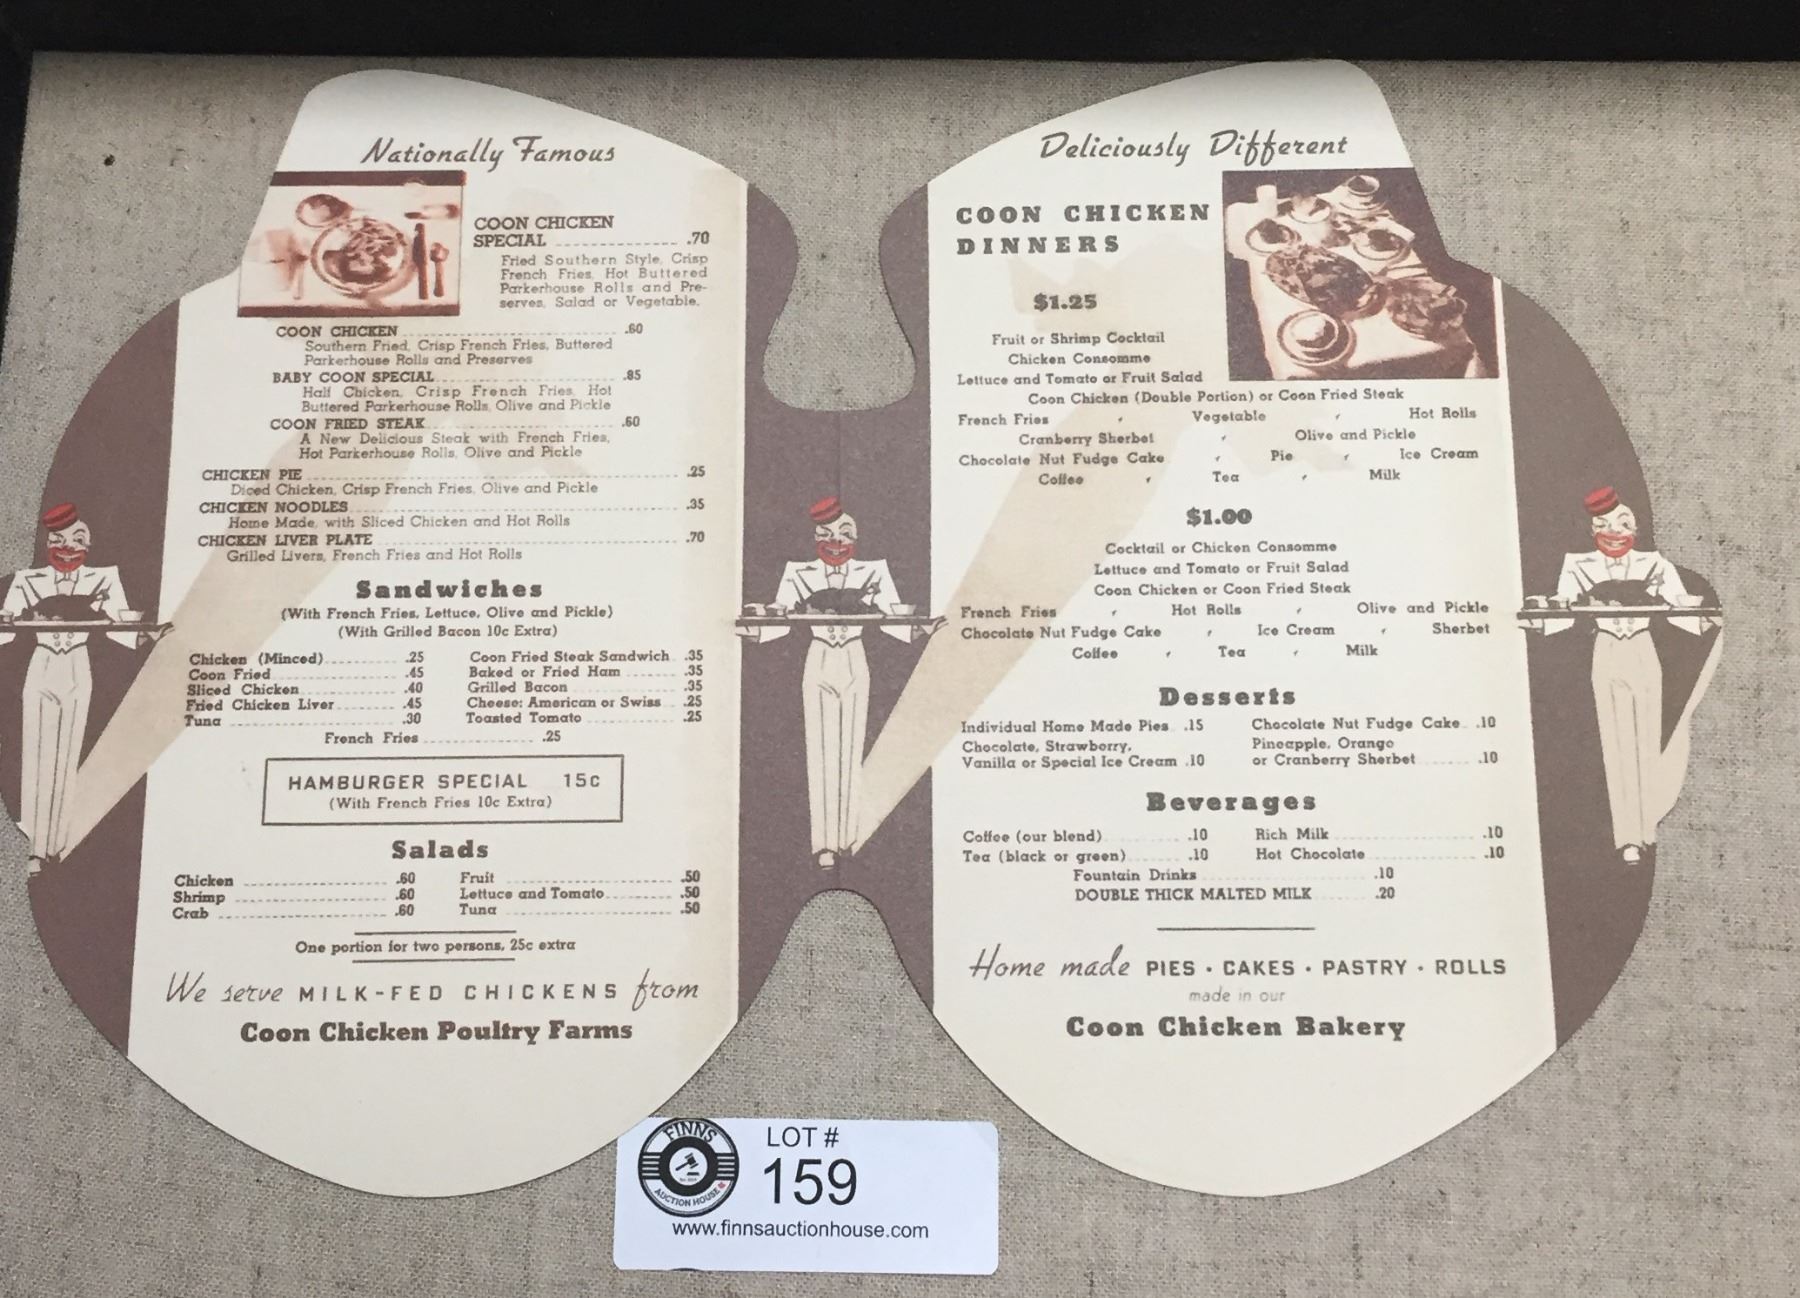 Nationally Famous
COON CHICKEN
SPECIAL .70
Fried Southern Style, Crisp
French Fries, Hot Buttered
Parkerhouse Rolls and Pre-
serves, Salad or Vegetable.
COON CHICKEN .60
Southern Fried, Crisp French Fries, Buttered
Parkerhouse Rolls and Preserves
BABY COON SPECIAL .85
Half Chicken, Crisp French Fries, Hot
Buttered Parkerhouse Rolls, Olive and Pickle
COON FRIED STEAK .60
A New Delicious Steak with French Fries,
Hot Parkerhouse Rolls, Olive and Pickle
CHICKEN PIE .25
Diced Chicken, Crisp French Fries, Olive and Pickle
CHICKEN NOODLES .35
Home Made, with Sliced Chicken and Hot Rolls
CHICKEN LIVER PLATE .70
Grilled Livers, French Fries and Hot Rolls
Sandwiches
(With French Fries, Lettuce, Olive and Pickle)
(With Grilled Bacon 10c Extra)
Chicken (Minced) .25
Coon Fried .45
Sliced Chicken .40
Fried Chicken Liver .45
Tuna .30
Coon Fried Steak Sandwich .35
Baked or Fried Ham .35
Grilled Bacon .35
Cheese: American or Swiss .25
Toasted Tomato .25
French Fries .25
HAMBURGER SPECIAL 15c
(With French Fries 10c Extra)
Salads
Chicken .60
Shrimp .60
Crab .60
Fruit .50
Lettuce and Tomato .50
Tuna .50
One portion for two persons, 25c extra
We serve MILK-FED CHICKENS from
Coon Chicken Poultry Farms
Deliciously Different
COON CHICKEN
DINNERS
$1.25
Fruit or Shrimp Cocktail
Chicken Consomme
Lettuce and Tomato or Fruit Salad
Coon Chicken (Double Portion) or Coon Fried Steak
French Fries , Vegetable , Hot Rolls
Cranberry Sherbet , Olive and Pickle
Chocolate Nut Fudge Cake , Pie , Ice Cream
Coffee , Tea , Milk
$1.00
Cocktail or Chicken Consomme
Lettuce and Tomato or Fruit Salad
Coon Chicken or Coon Fried Steak
French Fries , Hot Rolls , Olive and Pickle
Chocolate Nut Fudge Cake , Ice Cream , Sherbet
Coffee , Tea , Milk
Desserts
Individual Home Made Pies .15
Chocolate, Strawberry,
Vanilla or Special Ice Cream .10
Chocolate Nut Fudge Cake .10
Pineapple, Orange
or Cranberry Sherbet .10
Beverages
Coffee (our blend) .10
Tea (black or green) .10
Rich Milk .10
Hot Chocolate .10
Fountain Drinks .10
DOUBLE THICK MALTED MILK .20
Home made PIES · CAKES · PASTRY · ROLLS
made in our
Coon Chicken Bakery
FINNS
AUCTION HOUSE
LOT #
159
www.finnsauctionhouse.com